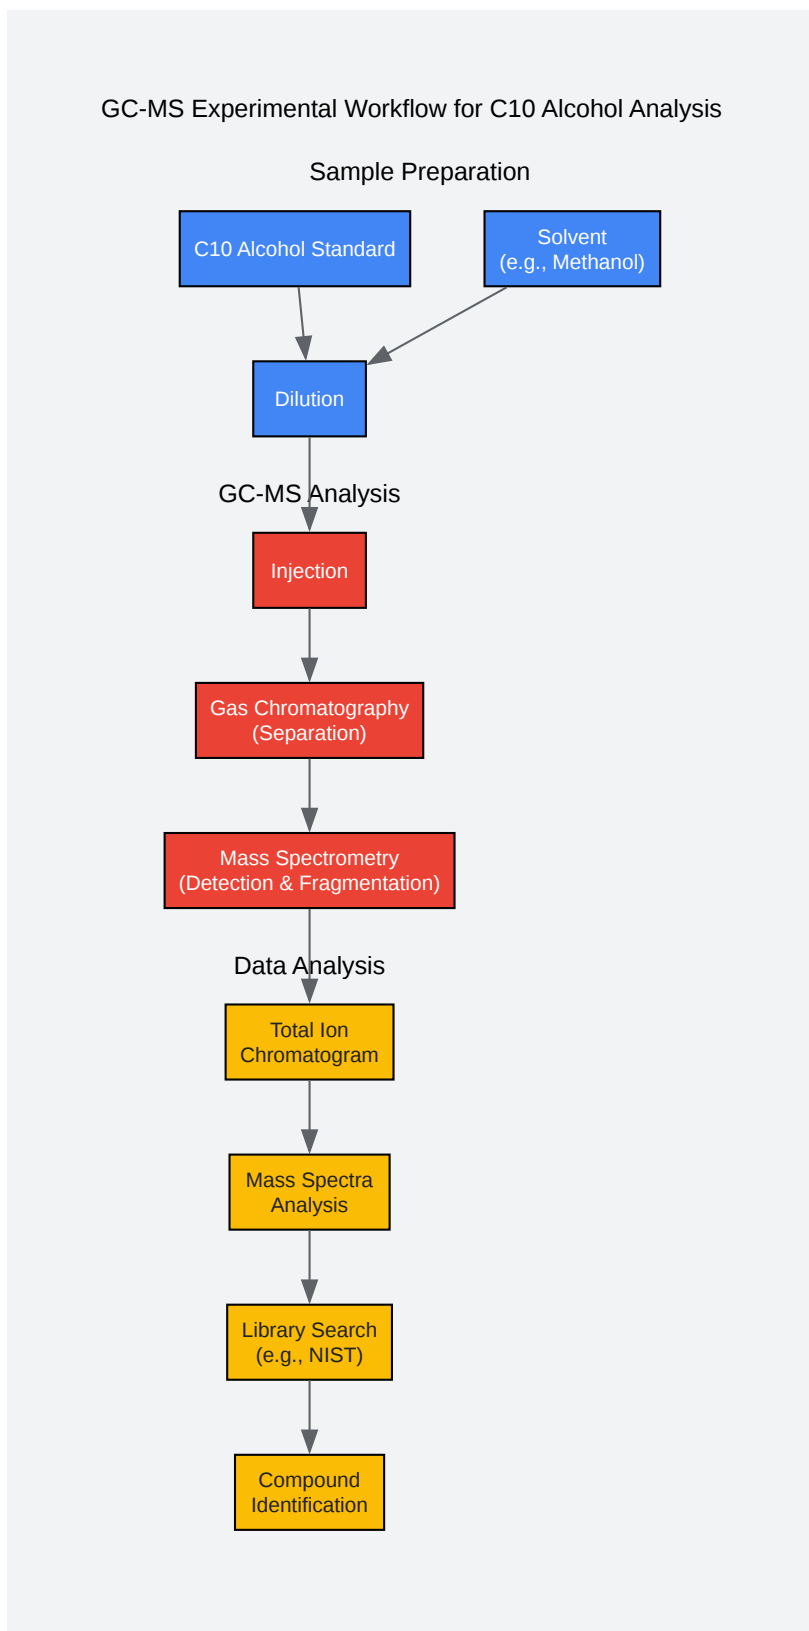 GC-MS Experimental Workflow for C10 Alcohol Analysis
Sample Preparation
C10 Alcohol Standard
Solvent
(e.g., Methanol)
Dilution
GC-MS Analysis
Injection
Gas Chromatography
(Separation)
Mass Spectrometry
(Detection & Fragmentation)
Data Analysis
Total Ion
Chromatogram
Mass Spectra
Analysis
Library Search
(e.g., NIST)
Compound
Identification